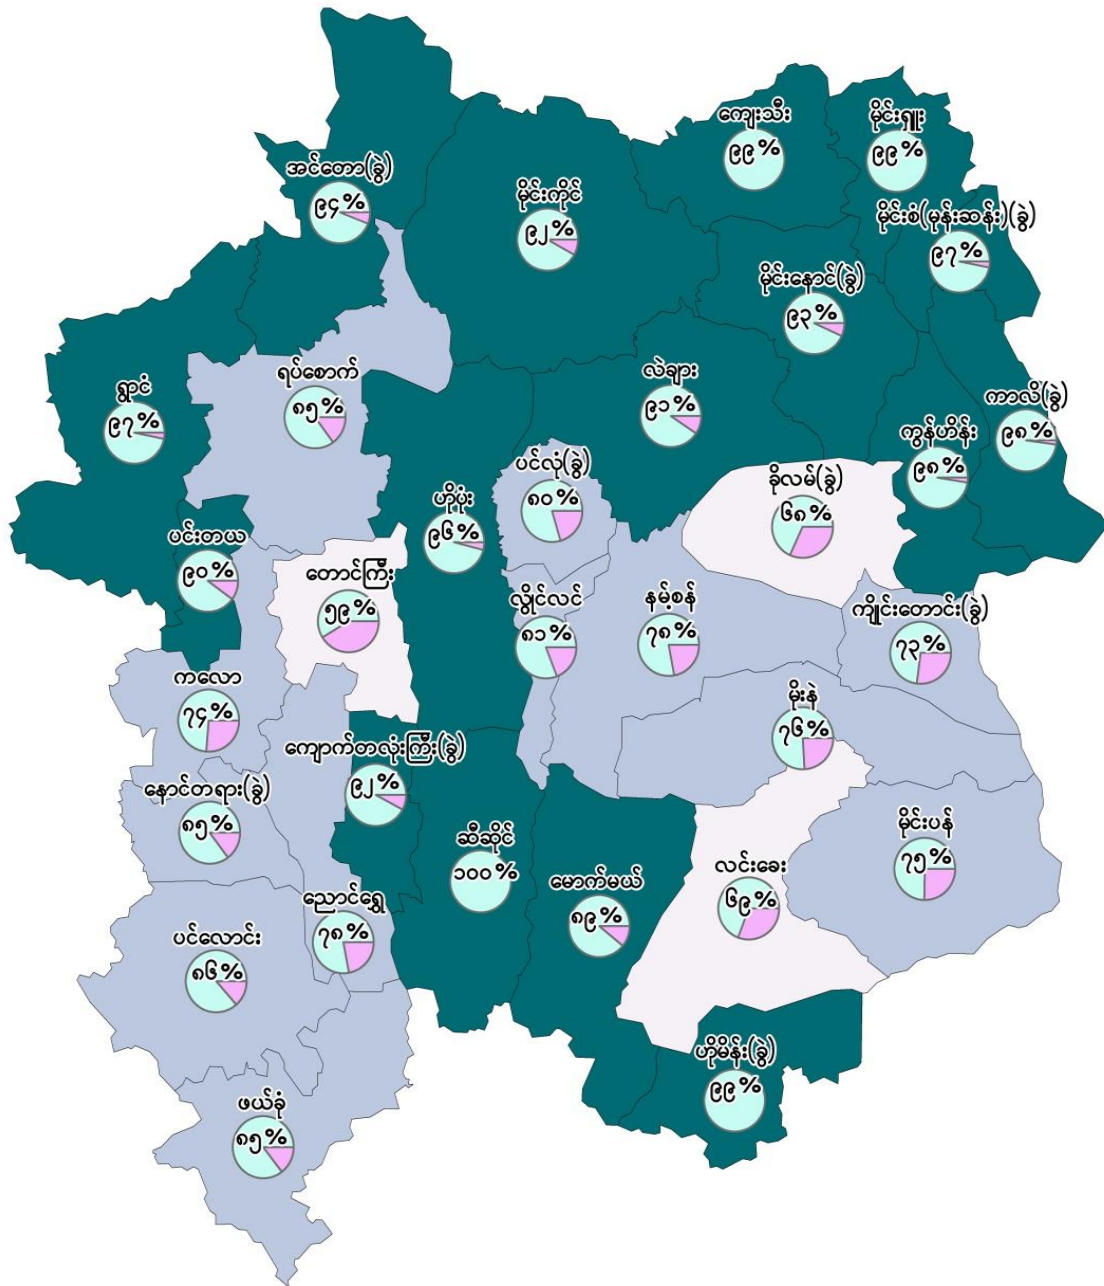 ကျေးသီး
၉၉%
မိုင်းရှူး
၉၉%
အင်တော(ခွဲ)
၉၄%
မိုင်းကိုင်
၉၂%
မိုင်းစံ(မုန်းဆန်း)(ခွဲ)
၉၇%
မိုင်းနောင်(ခွဲ)
၉၃%
ရပ်စောက်
၈၅%
လဲချား
၉၁%
ရွာငံ
၉၇%
ကာလိ(ခွဲ)
၉၈%
ကွန်ဟိန်း
၉၈%
ပင်လုံ(ခွဲ)
၈၀%
ခိုလမ်(ခွဲ)
၆၈%
ဟိုပုံး
၉၆%
ပင်းတယ
၉၀%
တောင်ကြီး
၅၉%
လွိုင်လင်
၈၁%
နမ့်စန်
၇၈%
ကျိုင်းတောင်း(ခွဲ)
၇၃%
ကလော
၇၄%
မိုးနဲ
၇၆%
ကျောက်တလုံးကြီး(ခွဲ)
၉၂%
နောင်တရား(ခွဲ)
၈၅%
ဆီဆိုင်
၁၀၀%
မိုင်းပန်
၇၅%
လင်းခေး
၆၉%
မောက်မယ်
၈၉%
ညောင်ရွှေ
၇၈%
ပင်လောင်း
၈၆%
ဟိုမိန်း(ခွဲ)
၉၉%
ဖယ်ခုံ
၈၅%